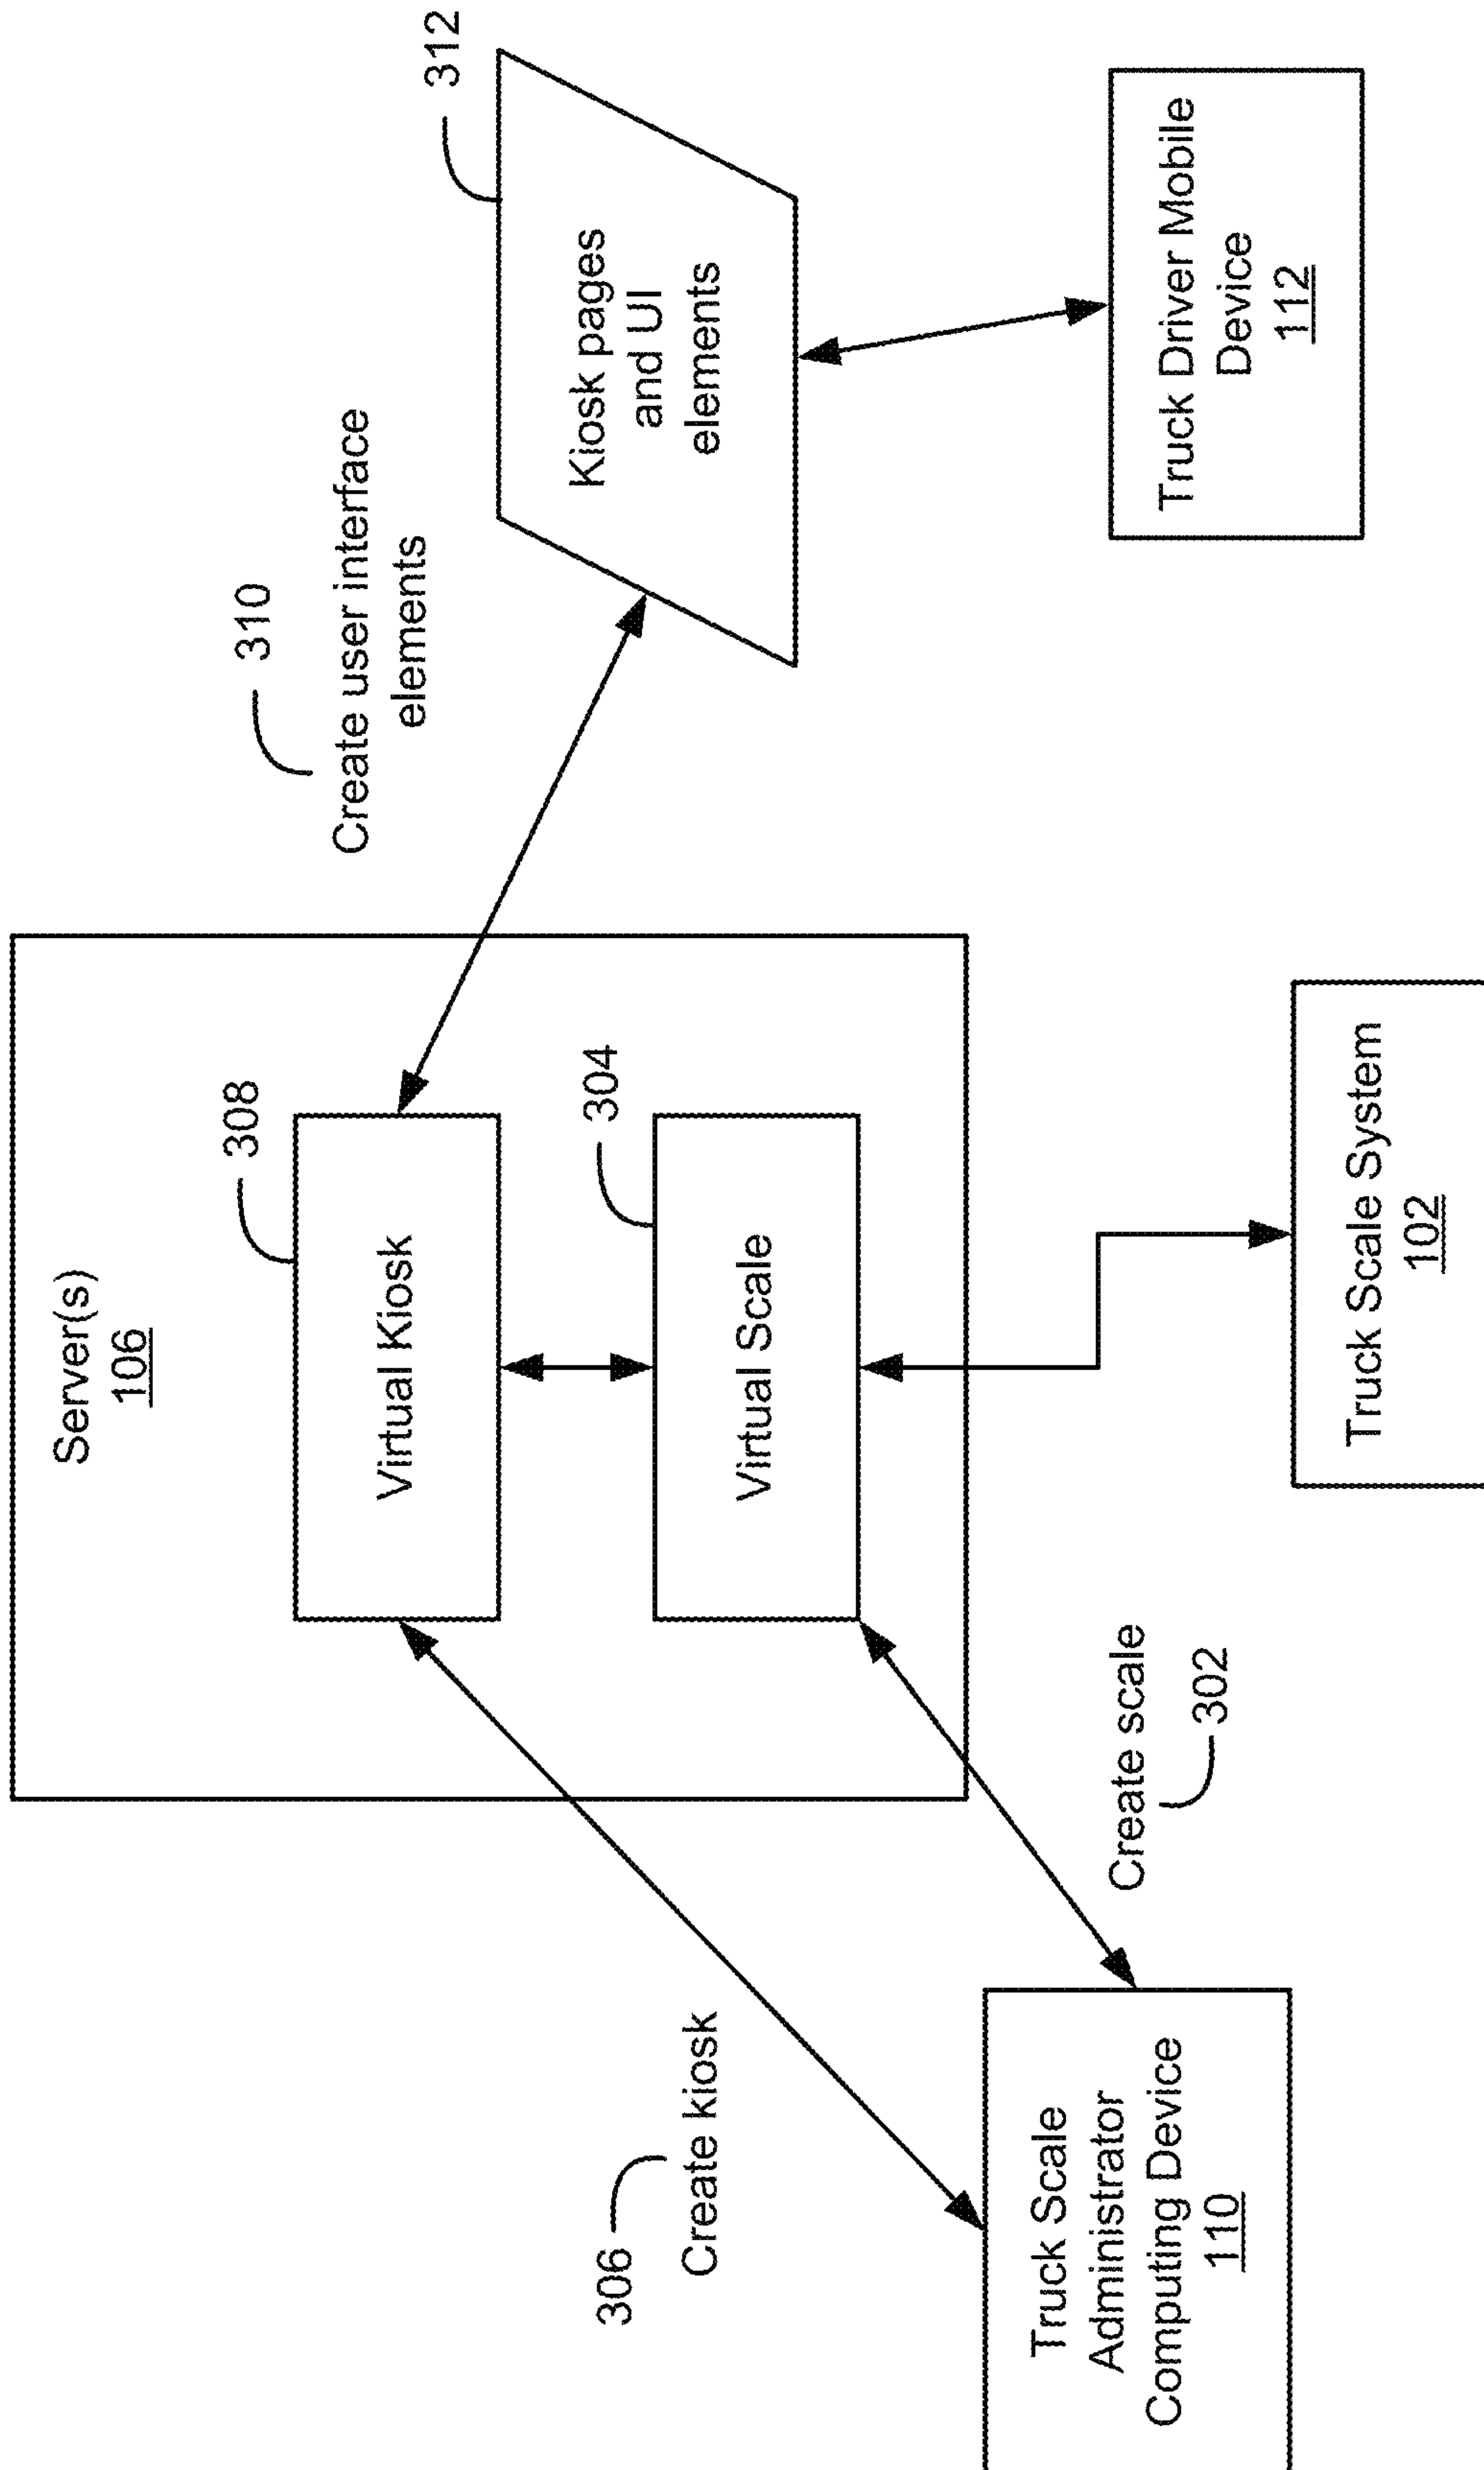 Server(s)
106
308
Virtual Kiosk
304
Virtual Scale
306
Create kiosk
Create scale
302
310
Create user interface
elements
312
Kiosk pages
and UI
elements
Truck Scale
Administrator
Computing Device
110
Truck Scale System
102
Truck Driver Mobile
Device
112